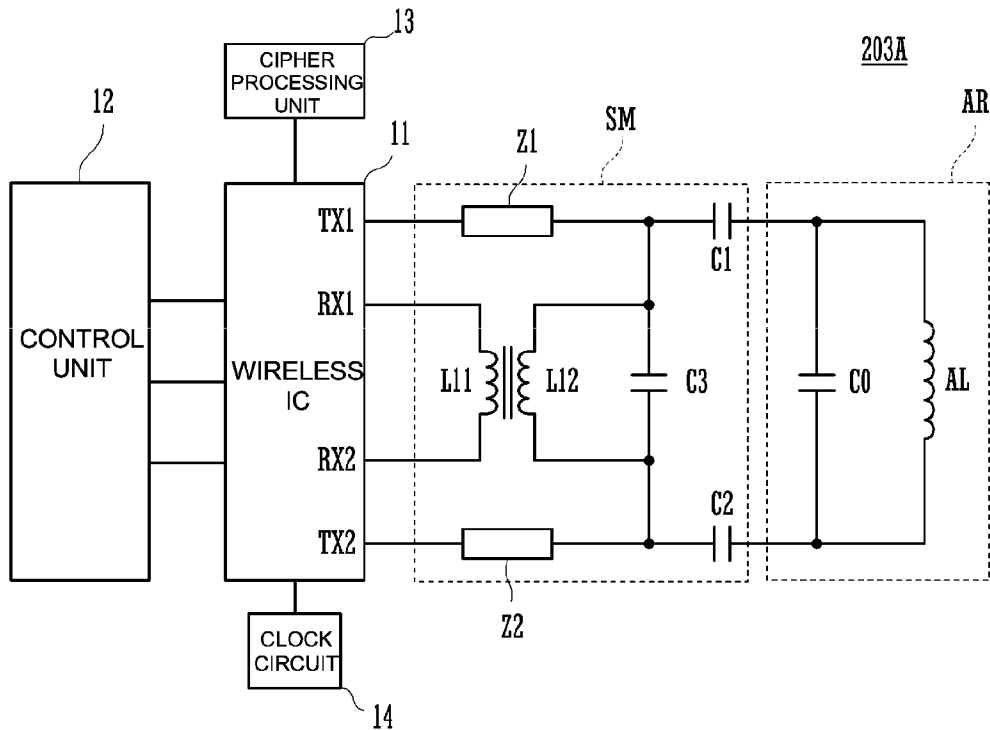 13
203A
CIPHER
PROCESSING
UNIT
12
11
SM
AR
Z1
TX1
C1
RX1
CONTROL
UNIT
WIRELESS
IC
L11
L12
C3
C0
AL
RX2
C2
TX2
Z2
CLOCK
CIRCUIT
14